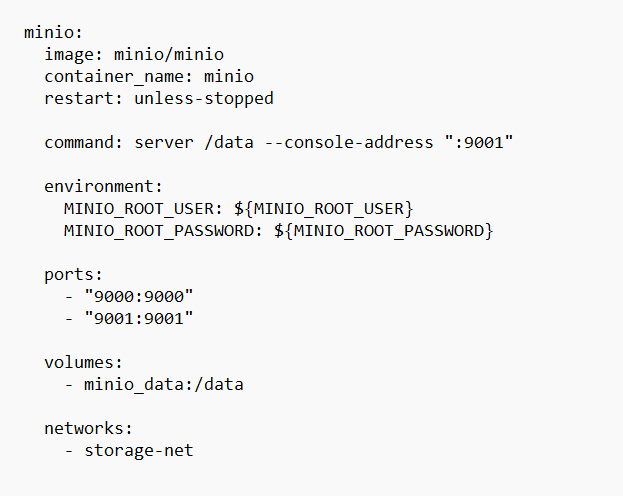 minio:
  image: minio/minio
  container_name: minio
  restart: unless-stopped

  command: server /data --console-address ":9001"

  environment:
    MINIO_ROOT_USER: ${MINIO_ROOT_USER}
    MINIO_ROOT_PASSWORD: ${MINIO_ROOT_PASSWORD}

  ports:
    - "9000:9000"
    - "9001:9001"

  volumes:
    - minio_data:/data

  networks:
    - storage-net